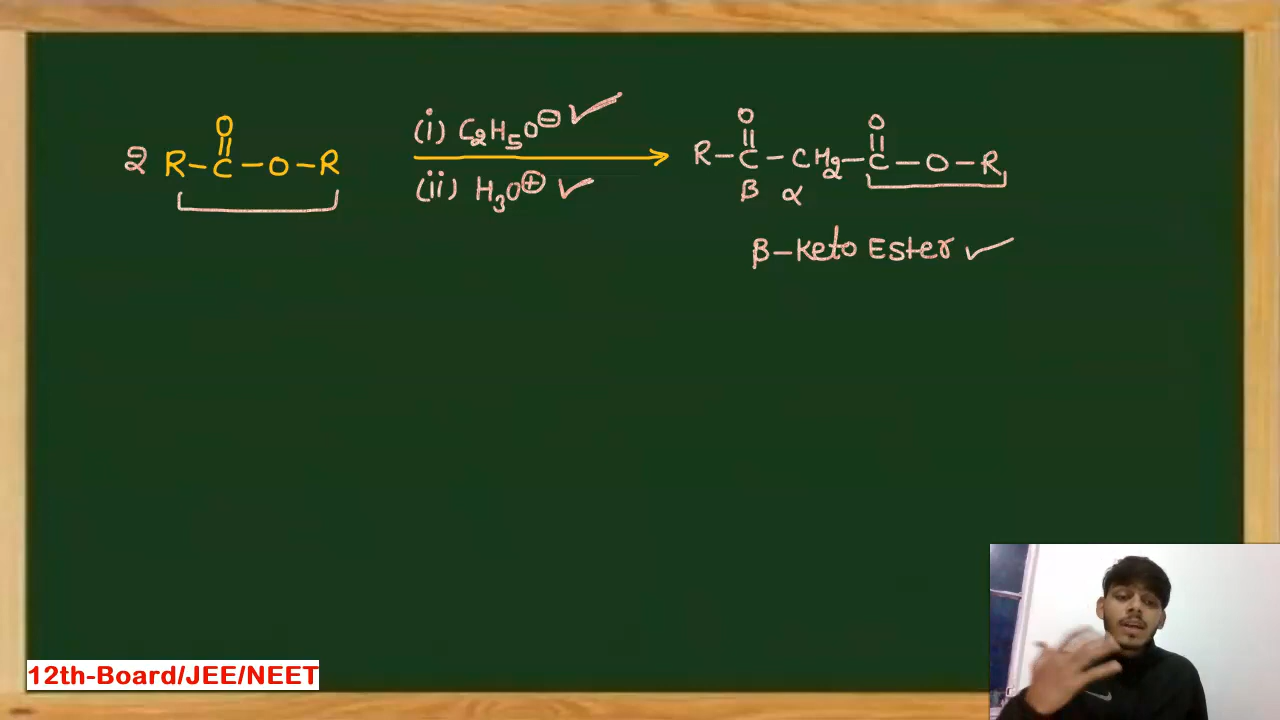 2 R–C(=O)–O–R
(i) C₂H₅O⊖ ✓
(ii) H₃O⊕ ✓
R–C(=O)–CH₂–C(=O)–O–R
β α
β–Keto Ester ✓
12th-Board/JEE/NEET